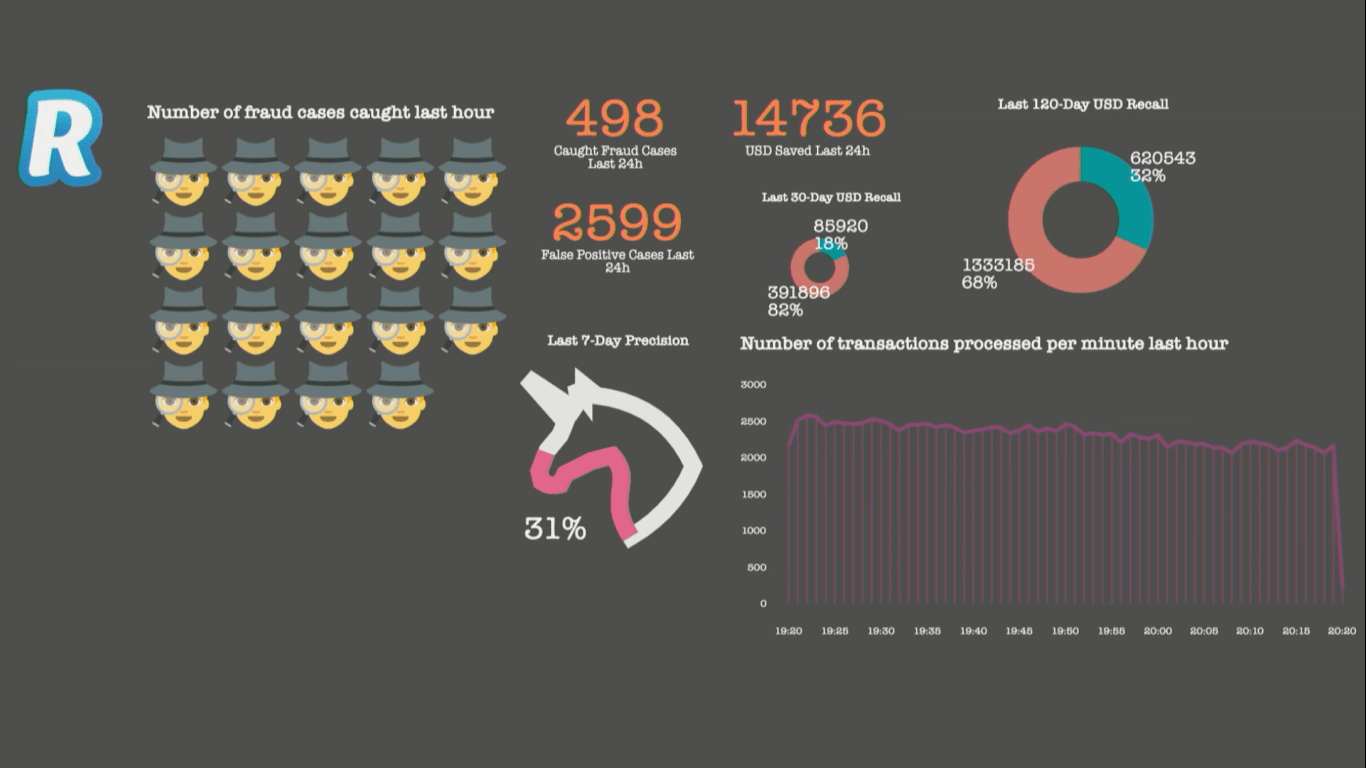 R
Number of fraud cases caught last hour
498
Caught Fraud Cases
Last 24h
2599
False Positive Cases Last
24h
14736
USD Saved Last 24h
Last 30-Day USD Recall
85920
18%
391896
82%
Last 120-Day USD Recall
620543
32%
1333185
68%
Last 7-Day Precision
31%
Number of transactions processed per minute last hour
3000
2500
2000
1500
1000
500
0
19:20 19:25 19:30 19:35 19:40 19:45 19:50 19:55 20:00 20:05 20:10 20:15 20:20